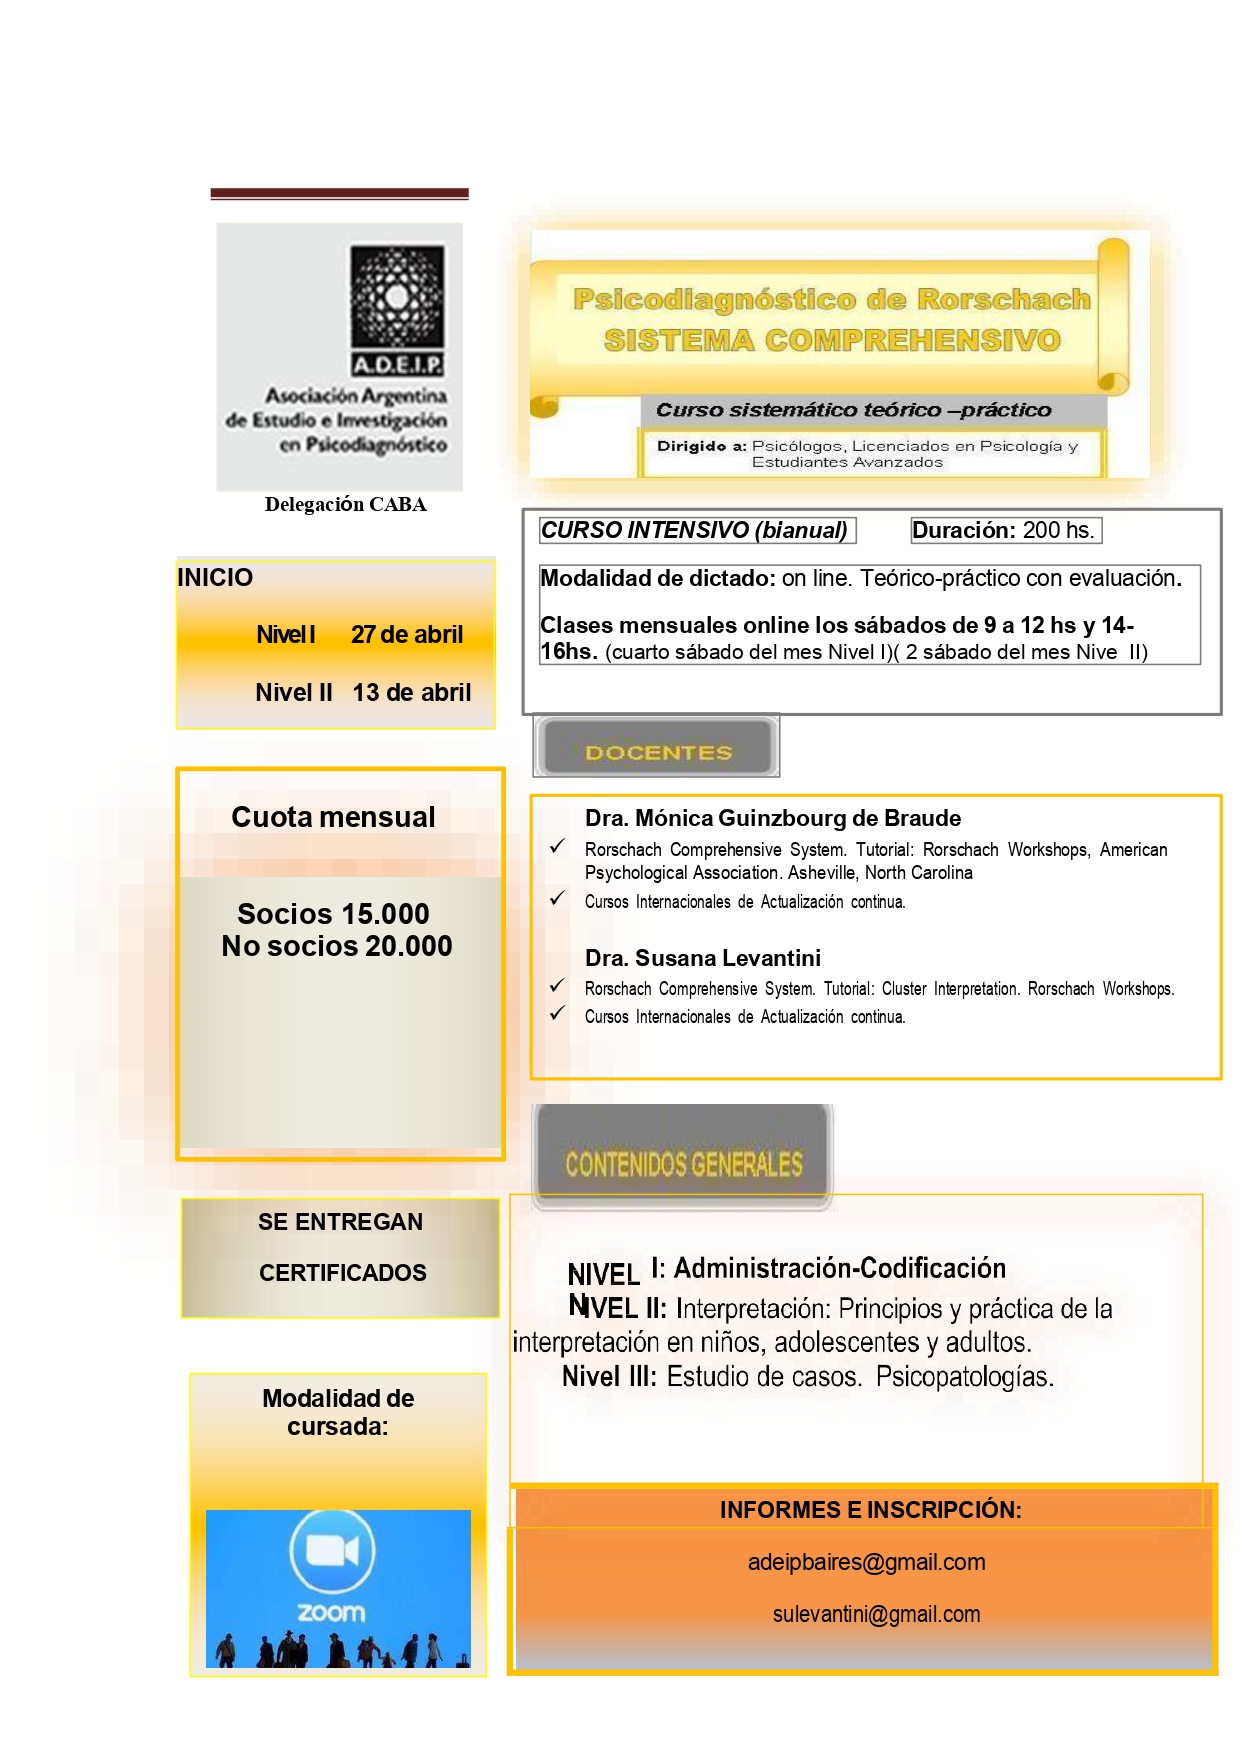 A.D.E.I.P.
Asociación Argentina
de Estudio e Investigación
en Psicodiagnóstico
Delegación CABA
Psicodiagnóstico de Rorschach
SISTEMA COMPREHENSIVO
Curso sistemático teórico –práctico
Dirigido a: Psicólogos, Licenciados en Psicología y
Estudiantes Avanzados
CURSO INTENSIVO (bianual) Duración: 200 hs.
Modalidad de dictado: on line. Teórico-práctico con evaluación.
Clases mensuales online los sábados de 9 a 12 hs y 14-
16hs. (cuarto sábado del mes Nivel I)( 2 sábado del mes Nive II)
INICIO
Nivel I 27 de abril
Nivel II 13 de abril
DOCENTES
Dra. Mónica Guinzbourg de Braude
✓ Rorschach Comprehensive System. Tutorial: Rorschach Workshops, American
Psychological Association. Asheville, North Carolina
✓ Cursos Internacionales de Actualización continua.
Dra. Susana Levantini
✓ Rorschach Comprehensive System. Tutorial: Cluster Interpretation. Rorschach Workshops.
✓ Cursos Internacionales de Actualización continua.
Cuota mensual
Socios 15.000
No socios 20.000
CONTENIDOS GENERALES
NIVEL I: Administración-Codificación
NIVEL II: Interpretación: Principios y práctica de la
interpretación en niños, adolescentes y adultos.
Nivel III: Estudio de casos. Psicopatologías.
SE ENTREGAN
CERTIFICADOS
Modalidad de
cursada:
zoom
INFORMES E INSCRIPCIÓN:
adeipbaires@gmail.com
sulevantini@gmail.com